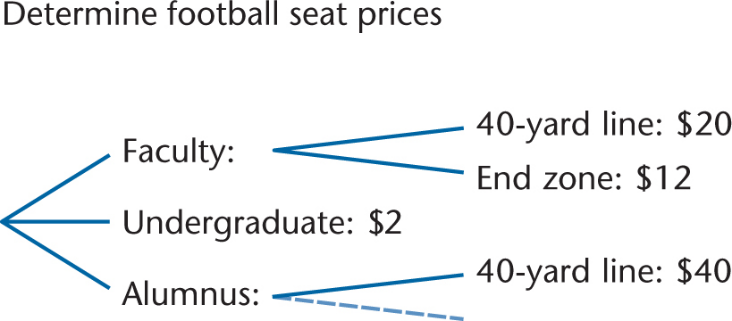 Determine football seat prices
40-yard line: $20
Faculty:
End zone: $12
Undergraduate: $2
40-yard line: $40
Alumnus: